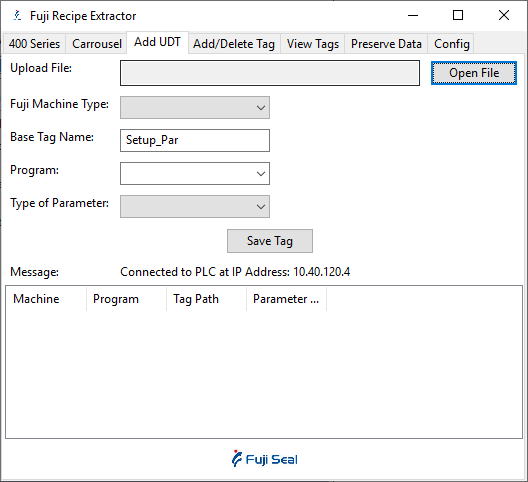 Fuji Recipe Extractor
400 Series Carrousel Add UDT Add/Delete Tag View Tags Preserve Data Config
Upload File: Open File
Fuji Machine Type:
Base Tag Name: Setup_Par
Program:
Type of Parameter:
Save Tag
Message: Connected to PLC at IP Address: 10.40.120.4
Machine Program Tag Path Parameter ...
Fuji Seal